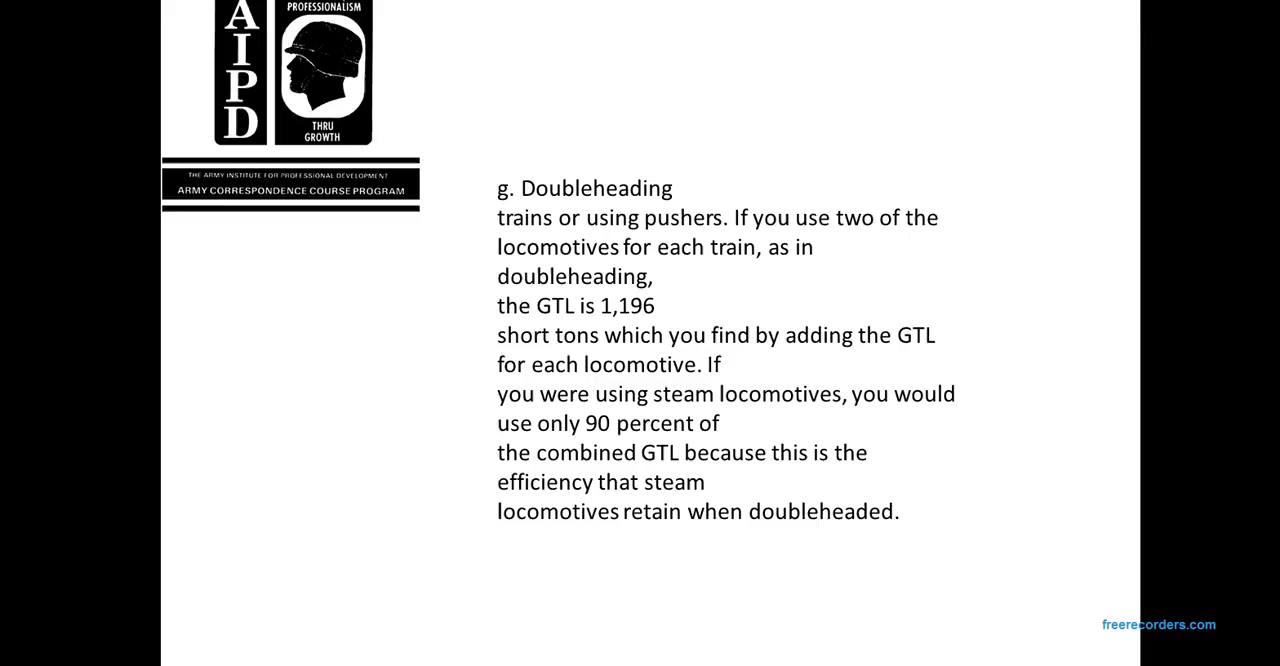 A
I
P
D
PROFESSIONALISM
THRU
GROWTH
THE ARMY INSTITUTE FOR PROFESSIONAL DEVELOPMENT
ARMY CORRESPONDENCE COURSE PROGRAM
g. Doubleheading
trains or using pushers. If you use two of the
locomotives for each train, as in
doubleheading,
the GTL is 1,196
short tons which you find by adding the GTL
for each locomotive. If
you were using steam locomotives, you would
use only 90 percent of
the combined GTL because this is the
efficiency that steam
locomotives retain when doubleheaded.
freerecorders.com